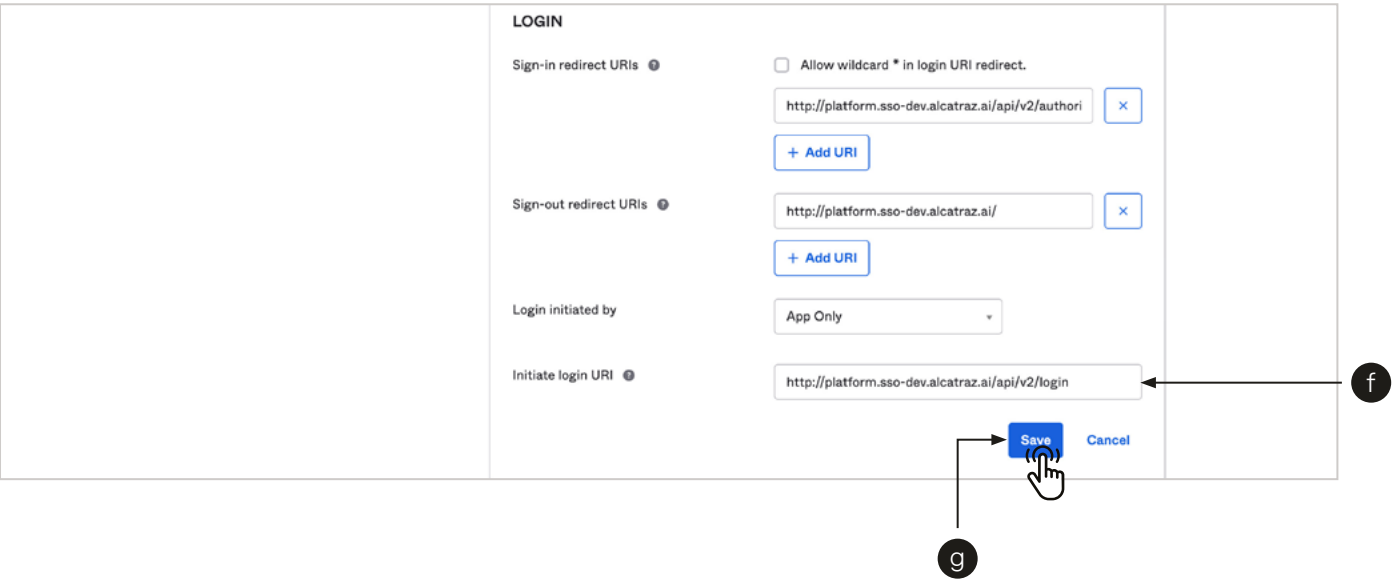 LOGIN
Sign-in redirect URIs ?
Allow wildcard * in login URI redirect.
http://platform.sso-dev.alcatraz.ai/api/v2/authori
×
+ Add URI
Sign-out redirect URIs ?
http://platform.sso-dev.alcatraz.ai/
×
+ Add URI
Login initiated by
App Only
Initiate login URI ?
http://platform.sso-dev.alcatraz.ai/api/v2/login
f
Save
Cancel
g